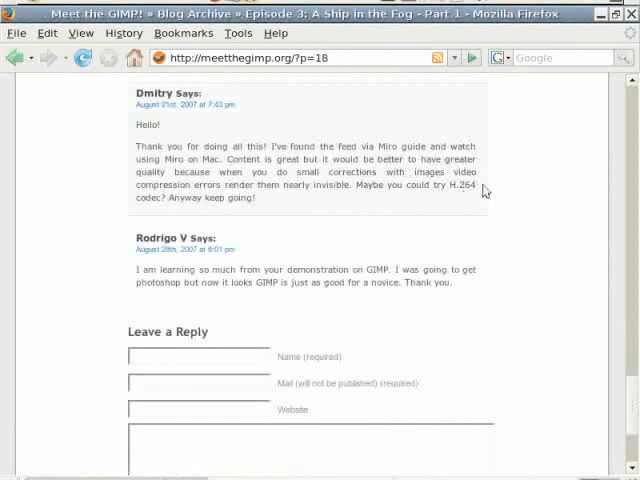 Meet the GIMP! » Blog Archive » Episode 3: A Ship in the Fog - Part 1 - Mozilla Firefox
File Edit View History Bookmarks Tools Help
http://meetthegimp.org/?p=18
G Google
Dmitry Says:
August 21st, 2007 at 7:43 pm
Hello!
Thank you for doing all this! I've found the feed via Miro guide and watch
using Miro on Mac. Content is great but it would be better to have greater
quality because when you do small corrections with images video
compression errors render them nearly invisible. Maybe you could try H.264
codec? Anyway keep going!
Rodrigo V Says:
August 28th, 2007 at 6:01 pm
I am learning so much from your demonstration on GIMP. I was going to get
photoshop but now it looks GIMP is just as good for a novice. Thank you.
Leave a Reply
Name (required)
Mail (will not be published) (required)
Website